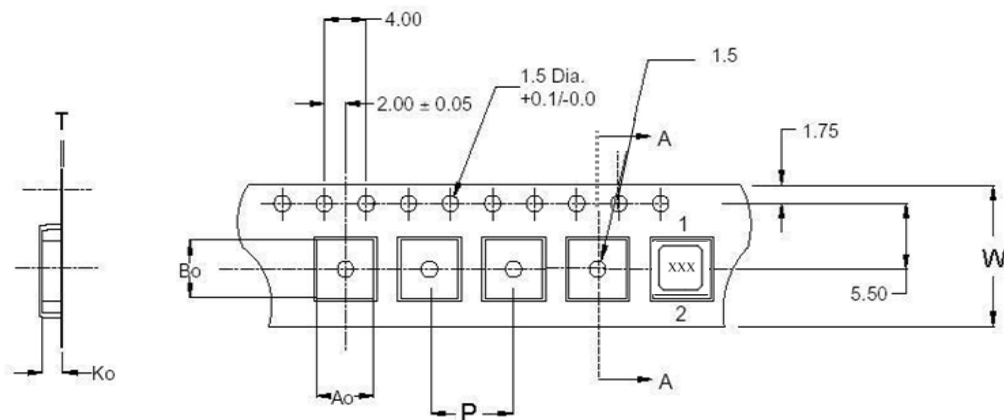 4.00
1.5 Dia.
+0.1/-0.0
1.5
2.00 ± 0.05
T
A
1.75
1
Bo
xxx
W
5.50
2
Ko
Ao
P
A